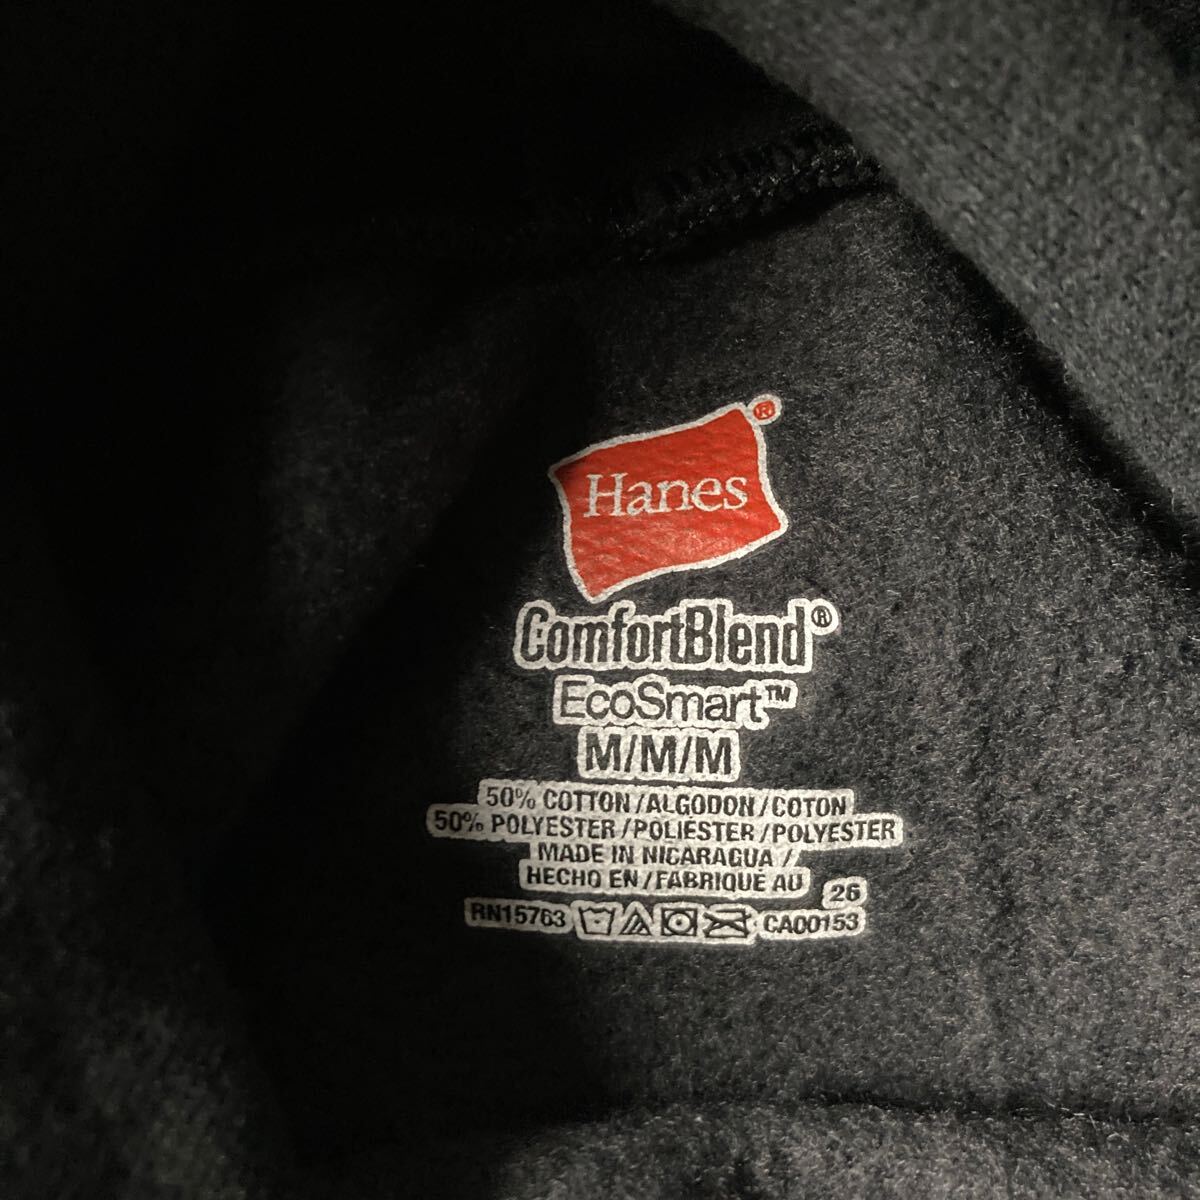 Hanes®
ComfortBlend®
EcoSmart™
M/M/M
50% COTTON/ALGODON/COTON
50% POLYESTER/POLIÉSTER/POLYESTER
MADE IN NICARAGUA /
HECHO EN/FABRIQUÉ AU
26
RN15763 CA00153